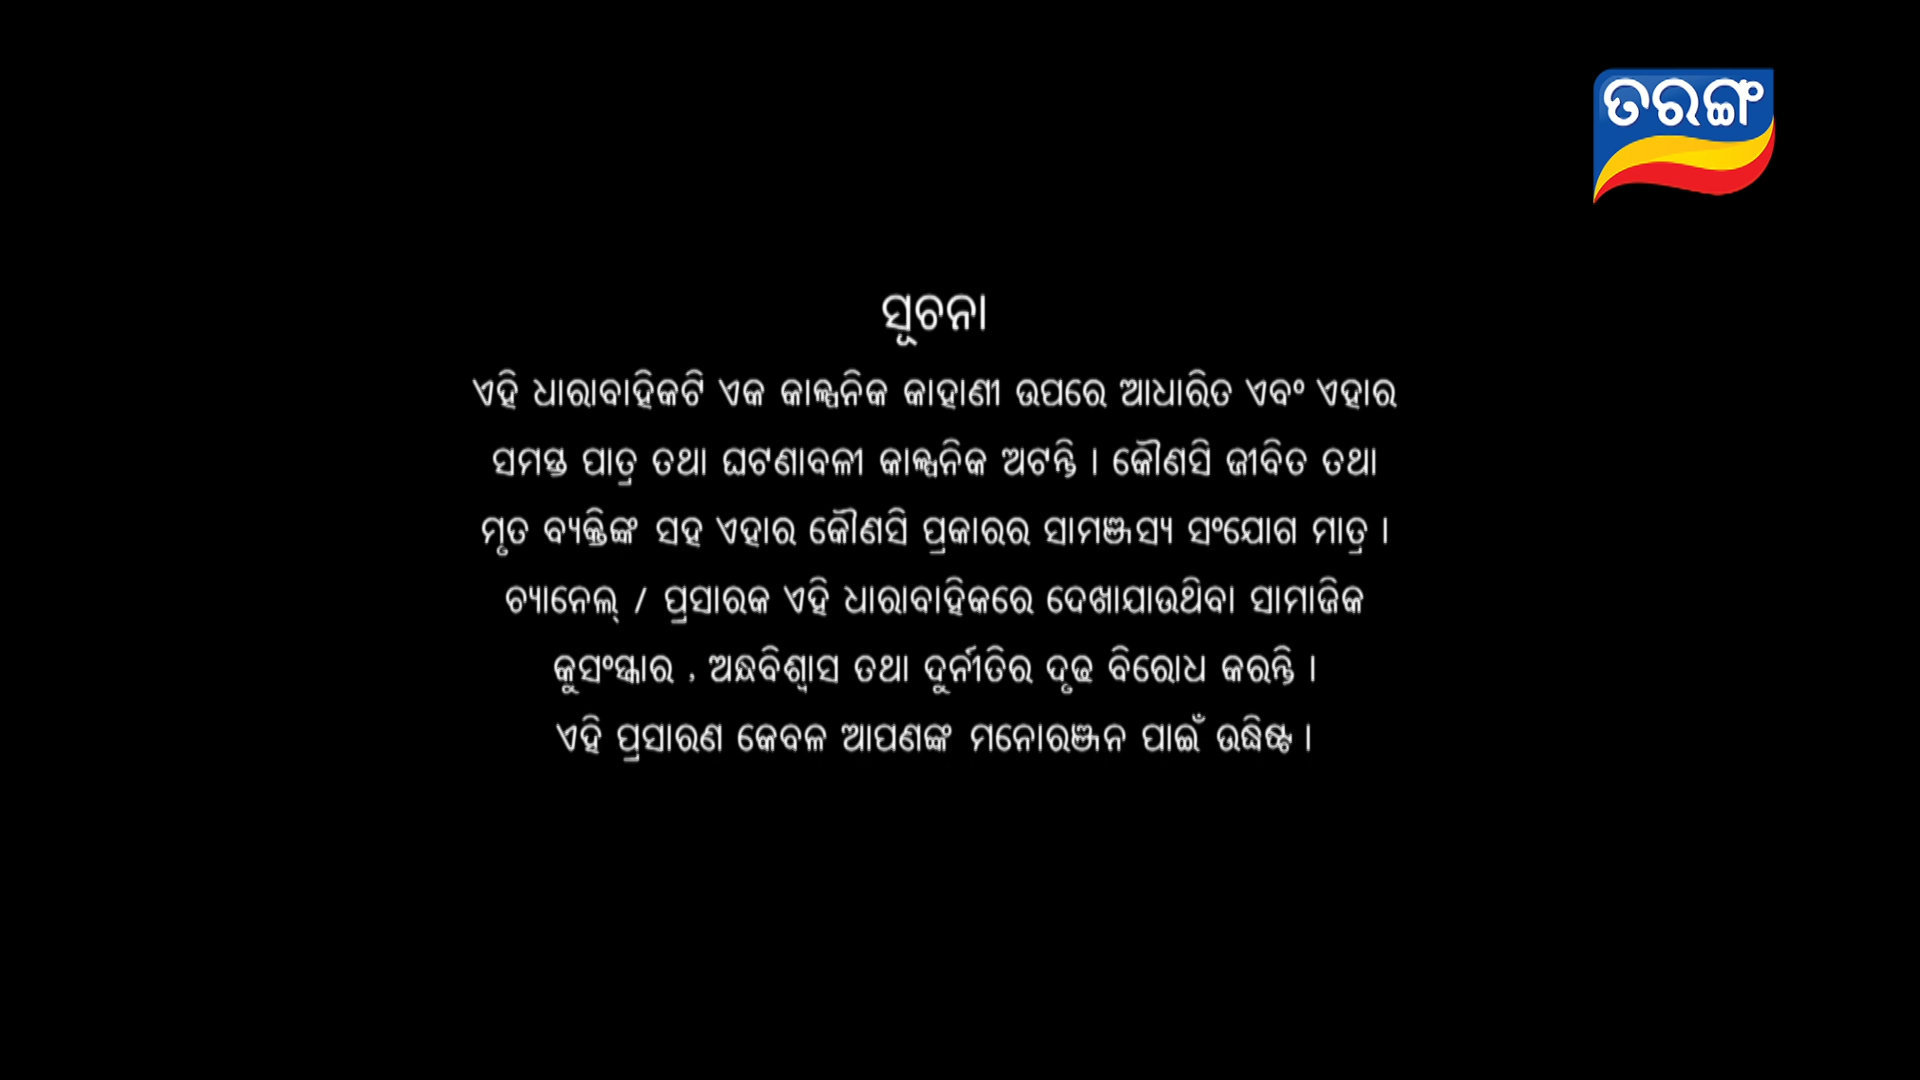 ତରଙ୍ଗ
ସୂଚନା
ଏହି ଧାରାବାହିକଟି ଏକ କାଳ୍ପନିକ କାହାଣୀ ଉପରେ ଆଧାରିତ ଏବଂ ଏହାର
ସମସ୍ତ ପାତ୍ର ତଥା ଘଟଣାବଳୀ କାଳ୍ପନିକ ଅଟନ୍ତି । କୌଣସି ଜୀବିତ ତଥା
ମୃତ ବ୍ୟକ୍ତିଙ୍କ ସହ ଏହାର କୌଣସି ପ୍ରକାରର ସାମଞ୍ଜସ୍ୟ ସଂଯୋଗ ମାତ୍ର ।
ଚ୍ୟାନେଲ୍ / ପ୍ରସାରକ ଏହି ଧାରାବାହିକରେ ଦେଖାଯାଉଥିବା ସାମାଜିକ
କୁସଂସ୍କାର , ଅନ୍ଧବିଶ୍ୱାସ ତଥା ଦୁର୍ନୀତିର ଦୃଢ ବିରୋଧ କରନ୍ତି ।
ଏହି ପ୍ରସାରଣ କେବଳ ଆପଣଙ୍କ ମନୋରଞ୍ଜନ ପାଇଁ ଉଦ୍ଧିଷ୍ଟ ।